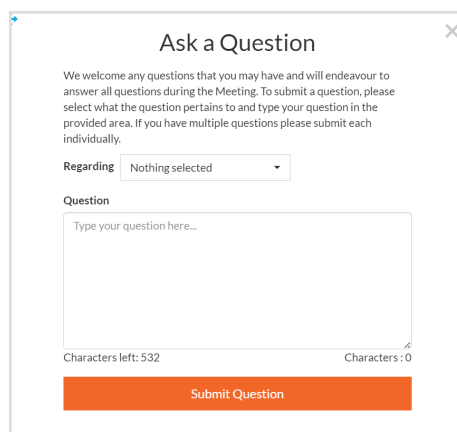 Ask a Question
We welcome any questions that you may have and will endeavour to
answer all questions during the Meeting. To submit a question, please
select what the question pertains to and type your question in the
provided area. If you have multiple questions please submit each
individually.
Regarding Nothing selected
Question
Type your question here...
Characters left: 532 Characters : 0
Submit Question